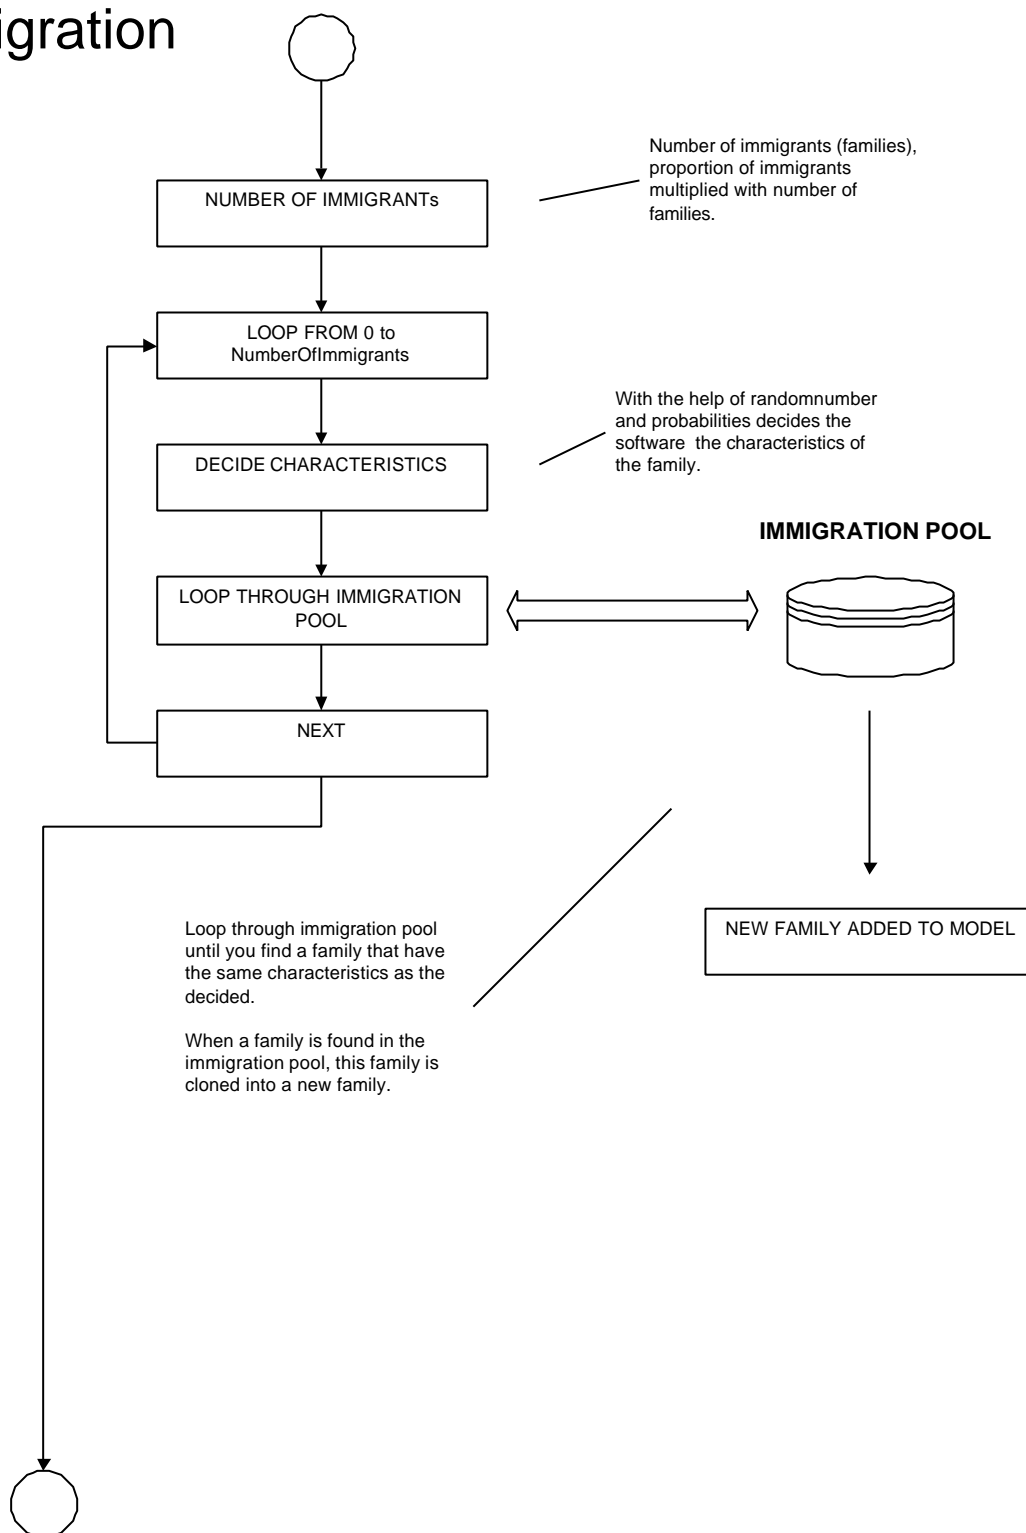 igration
Number of immigrants (families),
proportion of immigrants
multiplied with number of
families.
NUMBER OF IMMIGRANTs
LOOP FROM 0 to
NumberOfImmigrants
With the help of randomnumber
and probabilities decides the
software the characteristics of
the family.
DECIDE CHARACTERISTICS
IMMIGRATION POOL
LOOP THROUGH IMMIGRATION
POOL
NEXT
Loop through immigration pool
until you find a family that have
the same characteristics as the
decided.
When a family is found in the
immigration pool, this family is
cloned into a new family.
NEW FAMILY ADDED TO MODEL